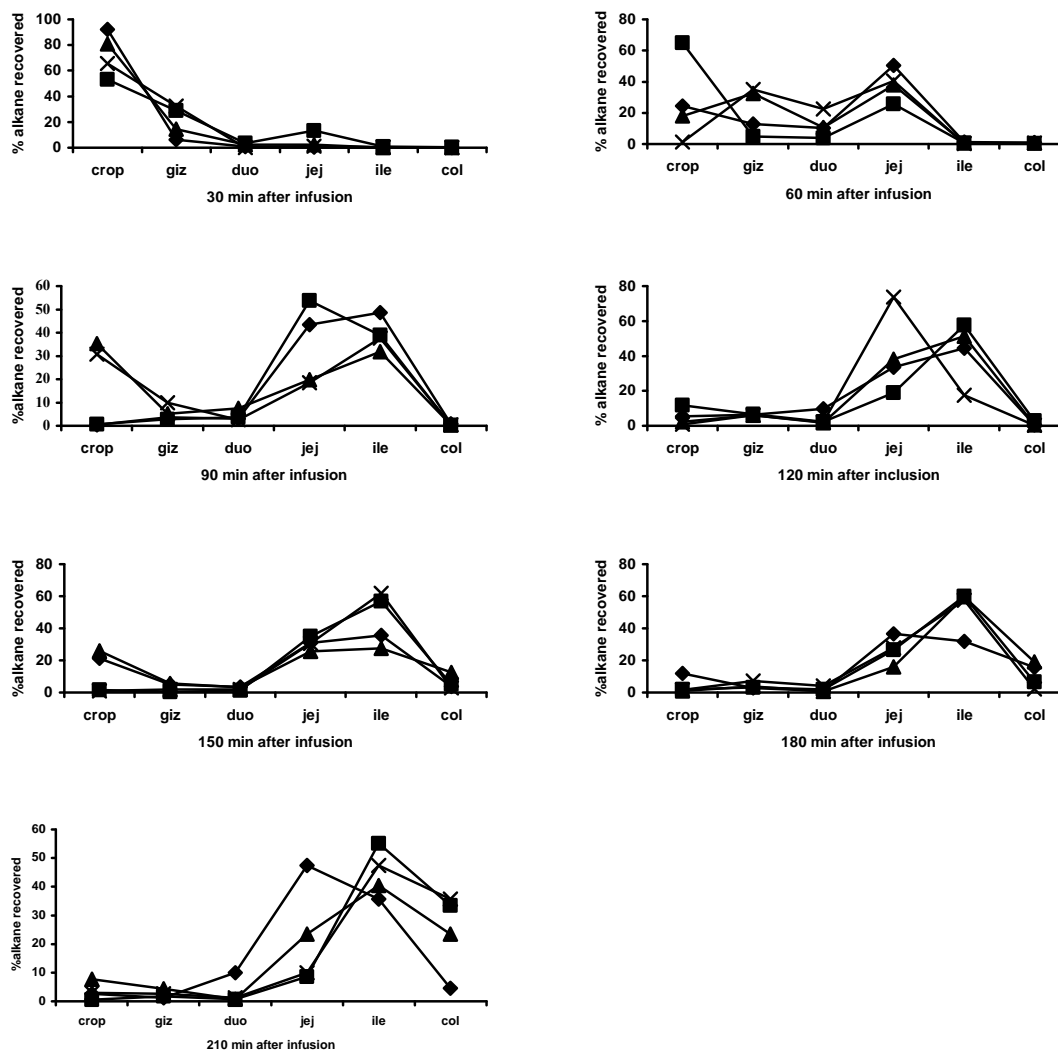 % alkane recovered
100
80
60
40
20
0
crop giz duo jej ile col
30 min after infusion
% alkane recovered
80
60
40
20
0
crop giz duo jej ile col
60 min after infusion
%alkane recovered
60
50
40
30
20
10
0
crop giz duo jej ile col
90 min after infusion
% alkane recovered
80
60
40
20
0
crop giz duo jej ile col
120 min after inclusion
%alkane recovered
80
60
40
20
0
crop giz duo jej ile col
150 min after infusion
% alkane recovered
80
60
40
20
0
crop giz duo jej ile col
180 min after infusion
%alkane recovered
60
50
40
30
20
10
0
crop giz duo jej ile col
210 min after infusion